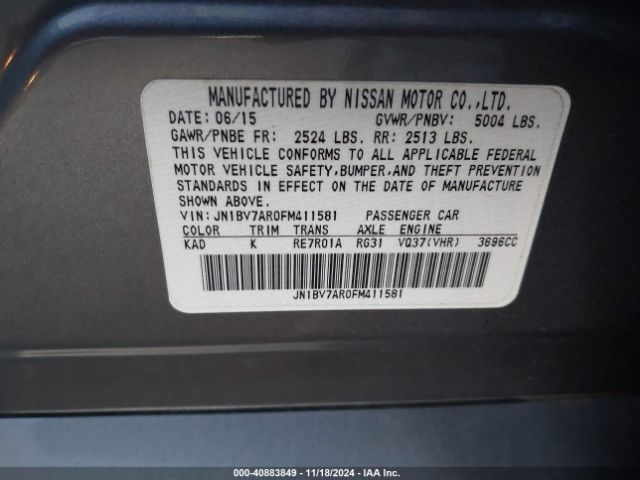 MANUFACTURED BY NISSAN MOTOR CO.,LTD.
DATE: 06/15 GVWR/PNBV: 5004 LBS.
GAWR/PNBE FR: 2524 LBS. RR: 2513 LBS.
THIS VEHICLE CONFORMS TO ALL APPLICABLE FEDERAL
MOTOR VEHICLE SAFETY,BUMPER,AND THEFT PREVENTION
STANDARDS IN EFFECT ON THE DATE OF MANUFACTURE
SHOWN ABOVE.
VIN: JN1BV7AR0FM411581 PASSENGER CAR
COLOR TRIM TRANS AXLE ENGINE
KAD K RE7R01A RG31 VQ37(VHR) 3696CC
JN1BV7AR0FM411581
000-40883849 - 11/18/2024 - IAA Inc.